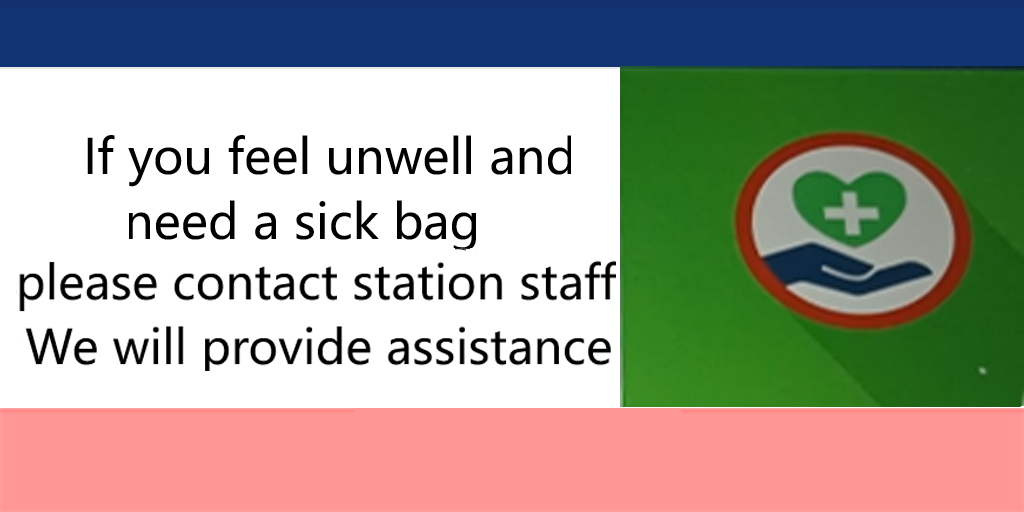 If you feel unwell and
need a sick bag
please contact station staff
We will provide assistance